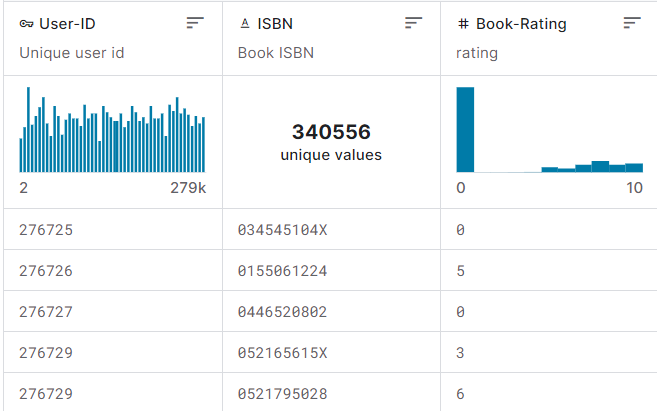 User-ID
Unique user id
A ISBN
Book ISBN
# Book-Rating
rating
2 279k
340556
unique values
0 10
276725 034545104X 0
276726 0155061224 5
276727 0446520802 0
276729 052165615X 3
276729 0521795028 6